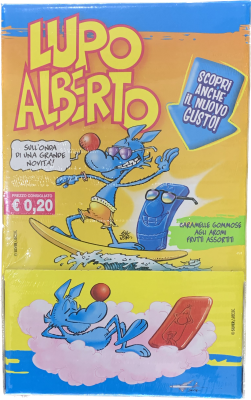 LUPO
ALBERTO
SCOPRI
ANCHE
IL NUOVO
GUSTO!
SULL'ONDA
DI UNA GRANDE
NOVITÀ!
PREZZO CONSIGLIATO
€ 0,20
CARAMELLE GOMMOSE
AGLI AROMI
FRUTTI ASSORTITI